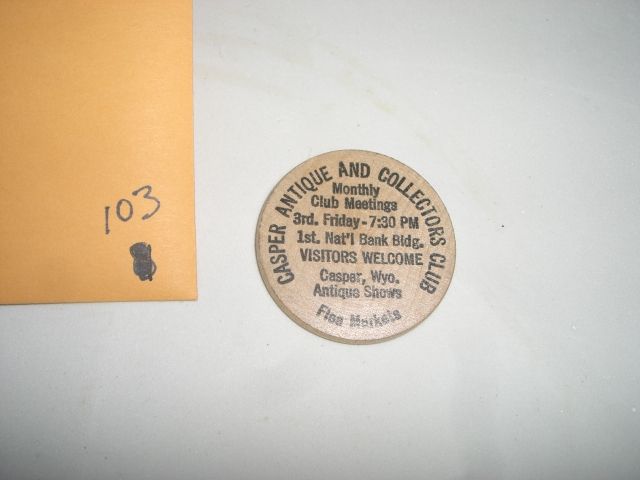 103
CASPER ANTIQUE AND COLLECTORS CLUB
Monthly
Club Meetings
3rd. Friday - 7:30 PM
1st. Nat'l Bank Bldg.
VISITORS WELCOME
Casper, Wyo.
Antique Shows
Flea Markets